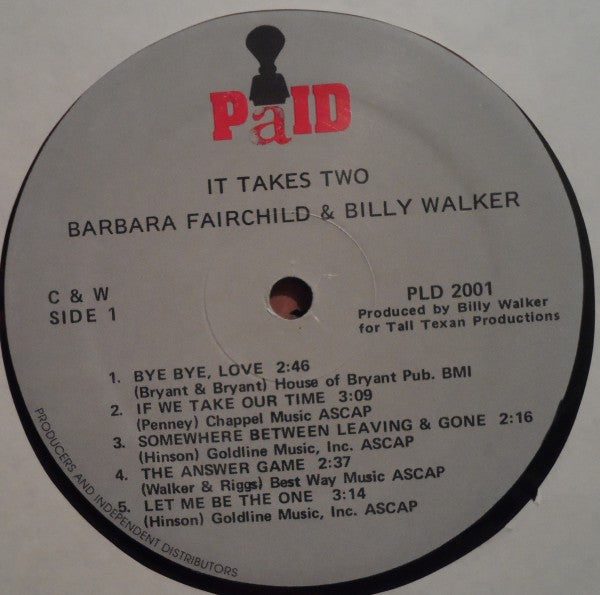 PaID
IT TAKES TWO
BARBARA FAIRCHILD & BILLY WALKER
C & W
SIDE 1
PLD 2001
Produced by Billy Walker
for Tall Texan Productions
1. BYE BYE, LOVE 2:46
(Bryant & Bryant) House of Bryant Pub. BMI
2. IF WE TAKE OUR TIME 3:09
(Penney) Chappel Music ASCAP
3. SOMEWHERE BETWEEN LEAVING & GONE 2:16
(Hinson) Goldline Music, Inc. ASCAP
4. THE ANSWER GAME 2:37
(Walker & Riggs) Best Way Music ASCAP
5. LET ME BE THE ONE 3:14
(Hinson) Goldline Music, Inc. ASCAP
PRODUCERS AND INDEPENDENT DISTRIBUTORS